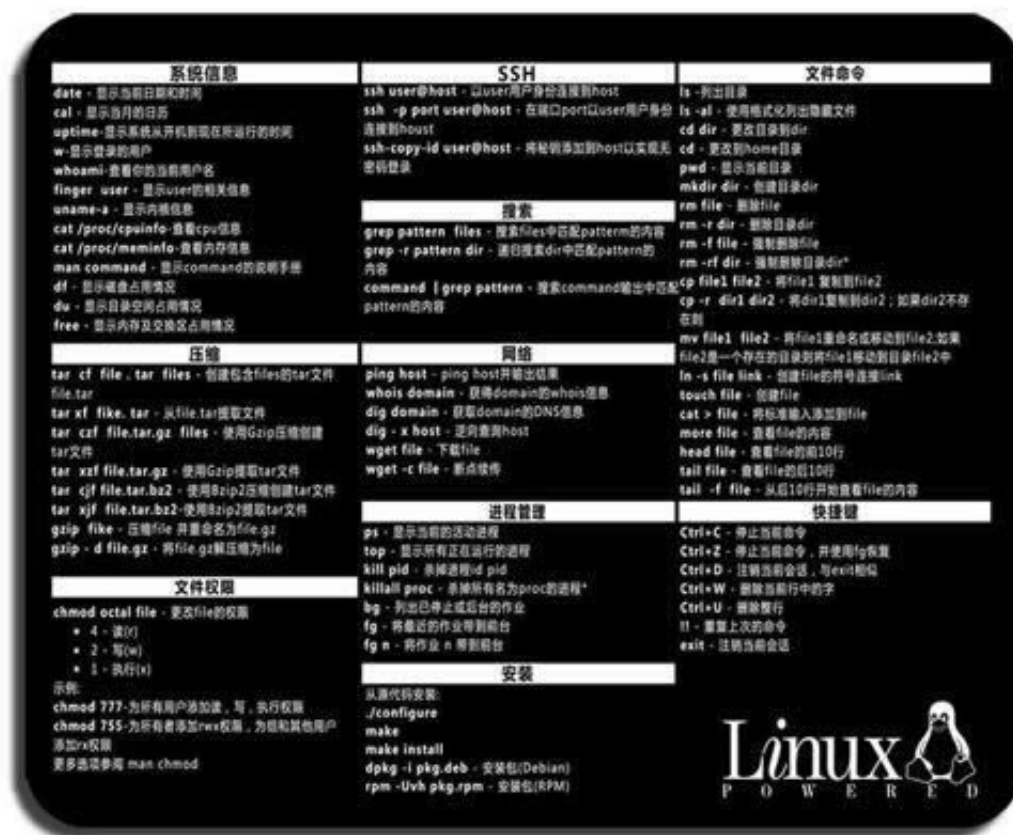 系统信息
date - 显示当前日期和时间
cal - 显示当月的日历
uptime-显示系统从开机到现在所运行的时间
w-显示登录的用户
whoami-查看你的当前用户名
finger user - 显示user的相关信息
uname-a - 显示内核信息
cat /proc/cpuinfo-查看cpu信息
cat /proc/meminfo-查看内存信息
man command - 显示command的说明手册
df - 显示磁盘占用情况
du - 显示目录空间占用情况
free - 显示内存及交换区占用情况
压缩
tar cf file . tar files - 创建包含files的tar文件
file.tar
tar xf fike. tar - 从file.tar提取文件
tar czf file.tar.gz files - 使用Gzip压缩创建
tar文件
tar xzf file.tar.gz - 使用Gzip提取tar文件
tar cjf file.tar.bz2 - 使用Bzip2压缩创建tar文件
tar xjf file.tar.bz2-使用Bzip2提取tar文件
gzip fike - 压缩file 并重命名为file.gz
gzip - d file.gz - 将file.gz解压缩为file
文件权限
chmod octal file - 更改file的权限
• 4 - 读(r)
• 2 - 写(w)
• 1 - 执行(x)
示例:
chmod 777-为所有用户添加读，写，执行权限
chmod 755-为所有者添加rwx权限，为组和其他用户
添加rx权限
更多选项参阅 man chmod
SSH
ssh user@host - 以user用户身份连接到host
ssh -p port user@host - 在端口port以user用户身份
连接到houst
ssh-copy-id user@host - 将秘钥添加到host以实现无
密码登录
搜索
grep pattern files - 搜索files中匹配patterm的内容
grep -r pattern dir - 递归搜索dir中匹配pattern的
内容
command | grep pattern - 搜索command输出中匹配
pattern的内容
网络
ping host - ping host并输出结果
whois domain - 获得domain的whois信息
dig domain - 获取domain的DNS信息
dig - x host - 逆向查询host
wget file - 下载file
wget -c file - 断点续传
进程管理
ps - 显示当前的活动进程
top - 显示所有正在运行的进程
kill pid - 杀掉进程id pid
killall proc - 杀掉所有名为proc的进程*
bg - 列出已停止或后台的作业
fg - 将最近的作业带到前台
fg n - 将作业 n 带到前台
安装
从源代码安装:
./configure
make
make install
dpkg -i pkg.deb - 安装包(Debian)
rpm -Uvh pkg.rpm - 安装包(RPM)
文件命令
ls -列出目录
ls -al - 使用格式化列出隐藏文件
cd dir - 更改目录到dir
cd - 更改到home目录
pwd - 显示当前目录
mkdir dir - 创建目录dir
rm file - 删除file
rm -r dir - 删除目录dir
rm -f file - 强制删除file
rm -rf dir - 强制删除目录dir*
cp file1 file2 - 将file1 复制到file2
cp -r dir1 dir2 - 将dir1复制到dir2；如果dir2不存
在则
mv file1 file2 - 将file1重命名或移动到file2;如果
file2是一个存在的目录则将file1移动到目录file2中
ln -s file link - 创建file的符号连接link
touch file - 创建file
cat > file - 将标准输入添加到file
more file - 查看file的内容
head file - 查看file的前10行
tail file - 查看file的后10行
tail -f file - 从后10行开始查看file的内容
快捷键
Ctrl+C - 停止当前命令
Ctrl+Z - 停止当前命令，并使用fg恢复
Ctrl+D - 注销当前会话，与exit相似
Ctrl+W - 删除当前行中的字
Ctrl+U - 删除整行
!! - 重复上次的命令
exit - 注销当前会话
Linux
POWERED